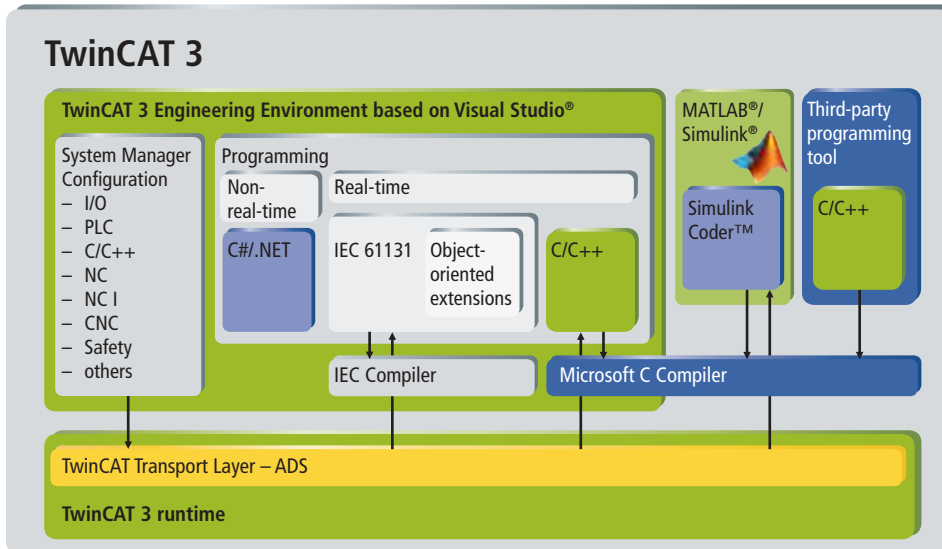 TwinCAT 3
TwinCAT 3 Engineering Environment based on Visual Studio®
System Manager
Configuration
– I/O
– PLC
– C/C++
– NC
– NC I
– CNC
– Safety
– others
Programming
Non-
real-time
Real-time
C#/.NET
IEC 61131
Object-
oriented
extensions
C/C++
IEC Compiler
MATLAB®/
Simulink®
Simulink
Coder™
Third-party
programming
tool
C/C++
Microsoft C Compiler
TwinCAT Transport Layer – ADS
TwinCAT 3 runtime